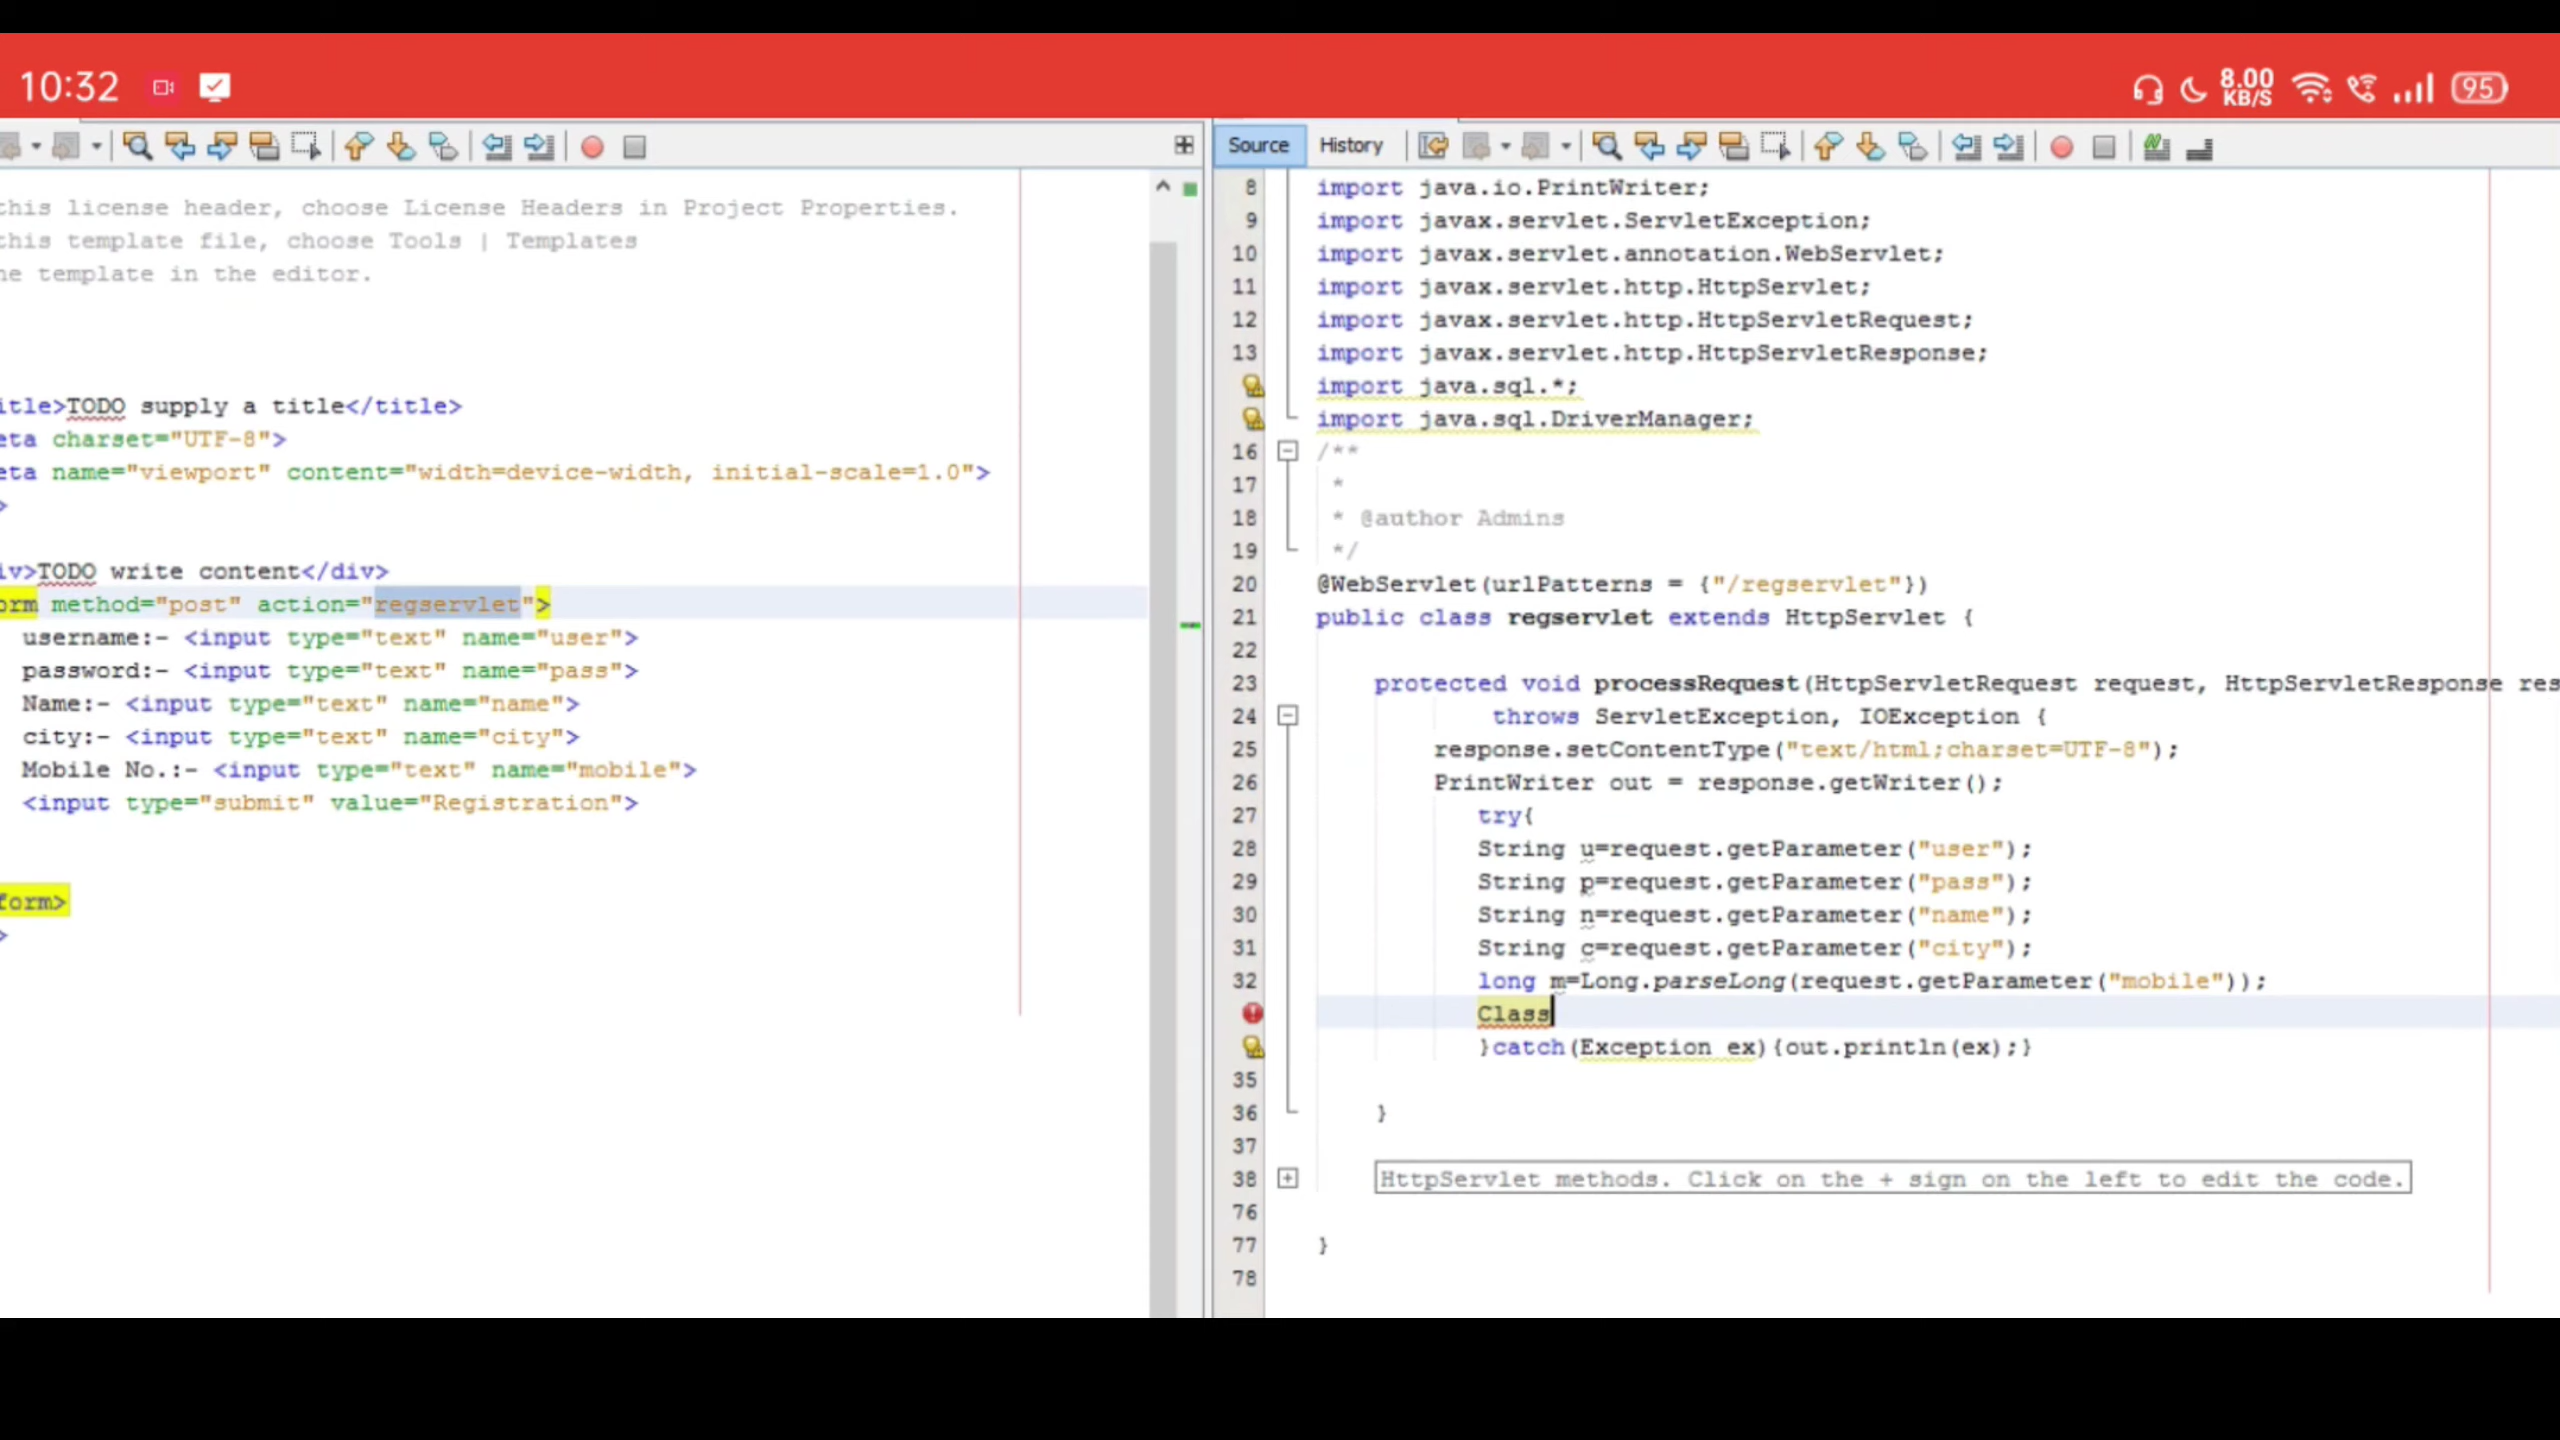 10:32
8.00
KB/S
95
Source History
this license header, choose License Headers in Project Properties.
this template file, choose Tools | Templates
he template in the editor.
itle>TODO supply a title</title>
eta charset="UTF-8">
eta name="viewport" content="width=device-width, initial-scale=1.0">
>
iv>TODO write content</div>
orm method="post" action="regservlet">
username:- <input type="text" name="user">
password:- <input type="text" name="pass">
Name:- <input type="text" name="name">
city:- <input type="text" name="city">
Mobile No.:- <input type="text" name="mobile">
<input type="submit" value="Registration">
form>
>
8 import java.io.PrintWriter;
9 import javax.servlet.ServletException;
10 import javax.servlet.annotation.WebServlet;
11 import javax.servlet.http.HttpServlet;
12 import javax.servlet.http.HttpServletRequest;
13 import javax.servlet.http.HttpServletResponse;
import java.sql.*;
import java.sql.DriverManager;
16 /**
17 *
18 * @author Admins
19 */
20 @WebServlet(urlPatterns = {"/regservlet"})
21 public class regservlet extends HttpServlet {
22
23 protected void processRequest(HttpServletRequest request, HttpServletResponse res
24 throws ServletException, IOException {
25 response.setContentType("text/html;charset=UTF-8");
26 PrintWriter out = response.getWriter();
27 try{
28 String u=request.getParameter("user");
29 String p=request.getParameter("pass");
30 String n=request.getParameter("name");
31 String c=request.getParameter("city");
32 long m=Long.parseLong(request.getParameter("mobile"));
Class
}catch(Exception ex){out.println(ex);}
35
36 }
37
38 HttpServlet methods. Click on the + sign on the left to edit the code.
76
77 }
78